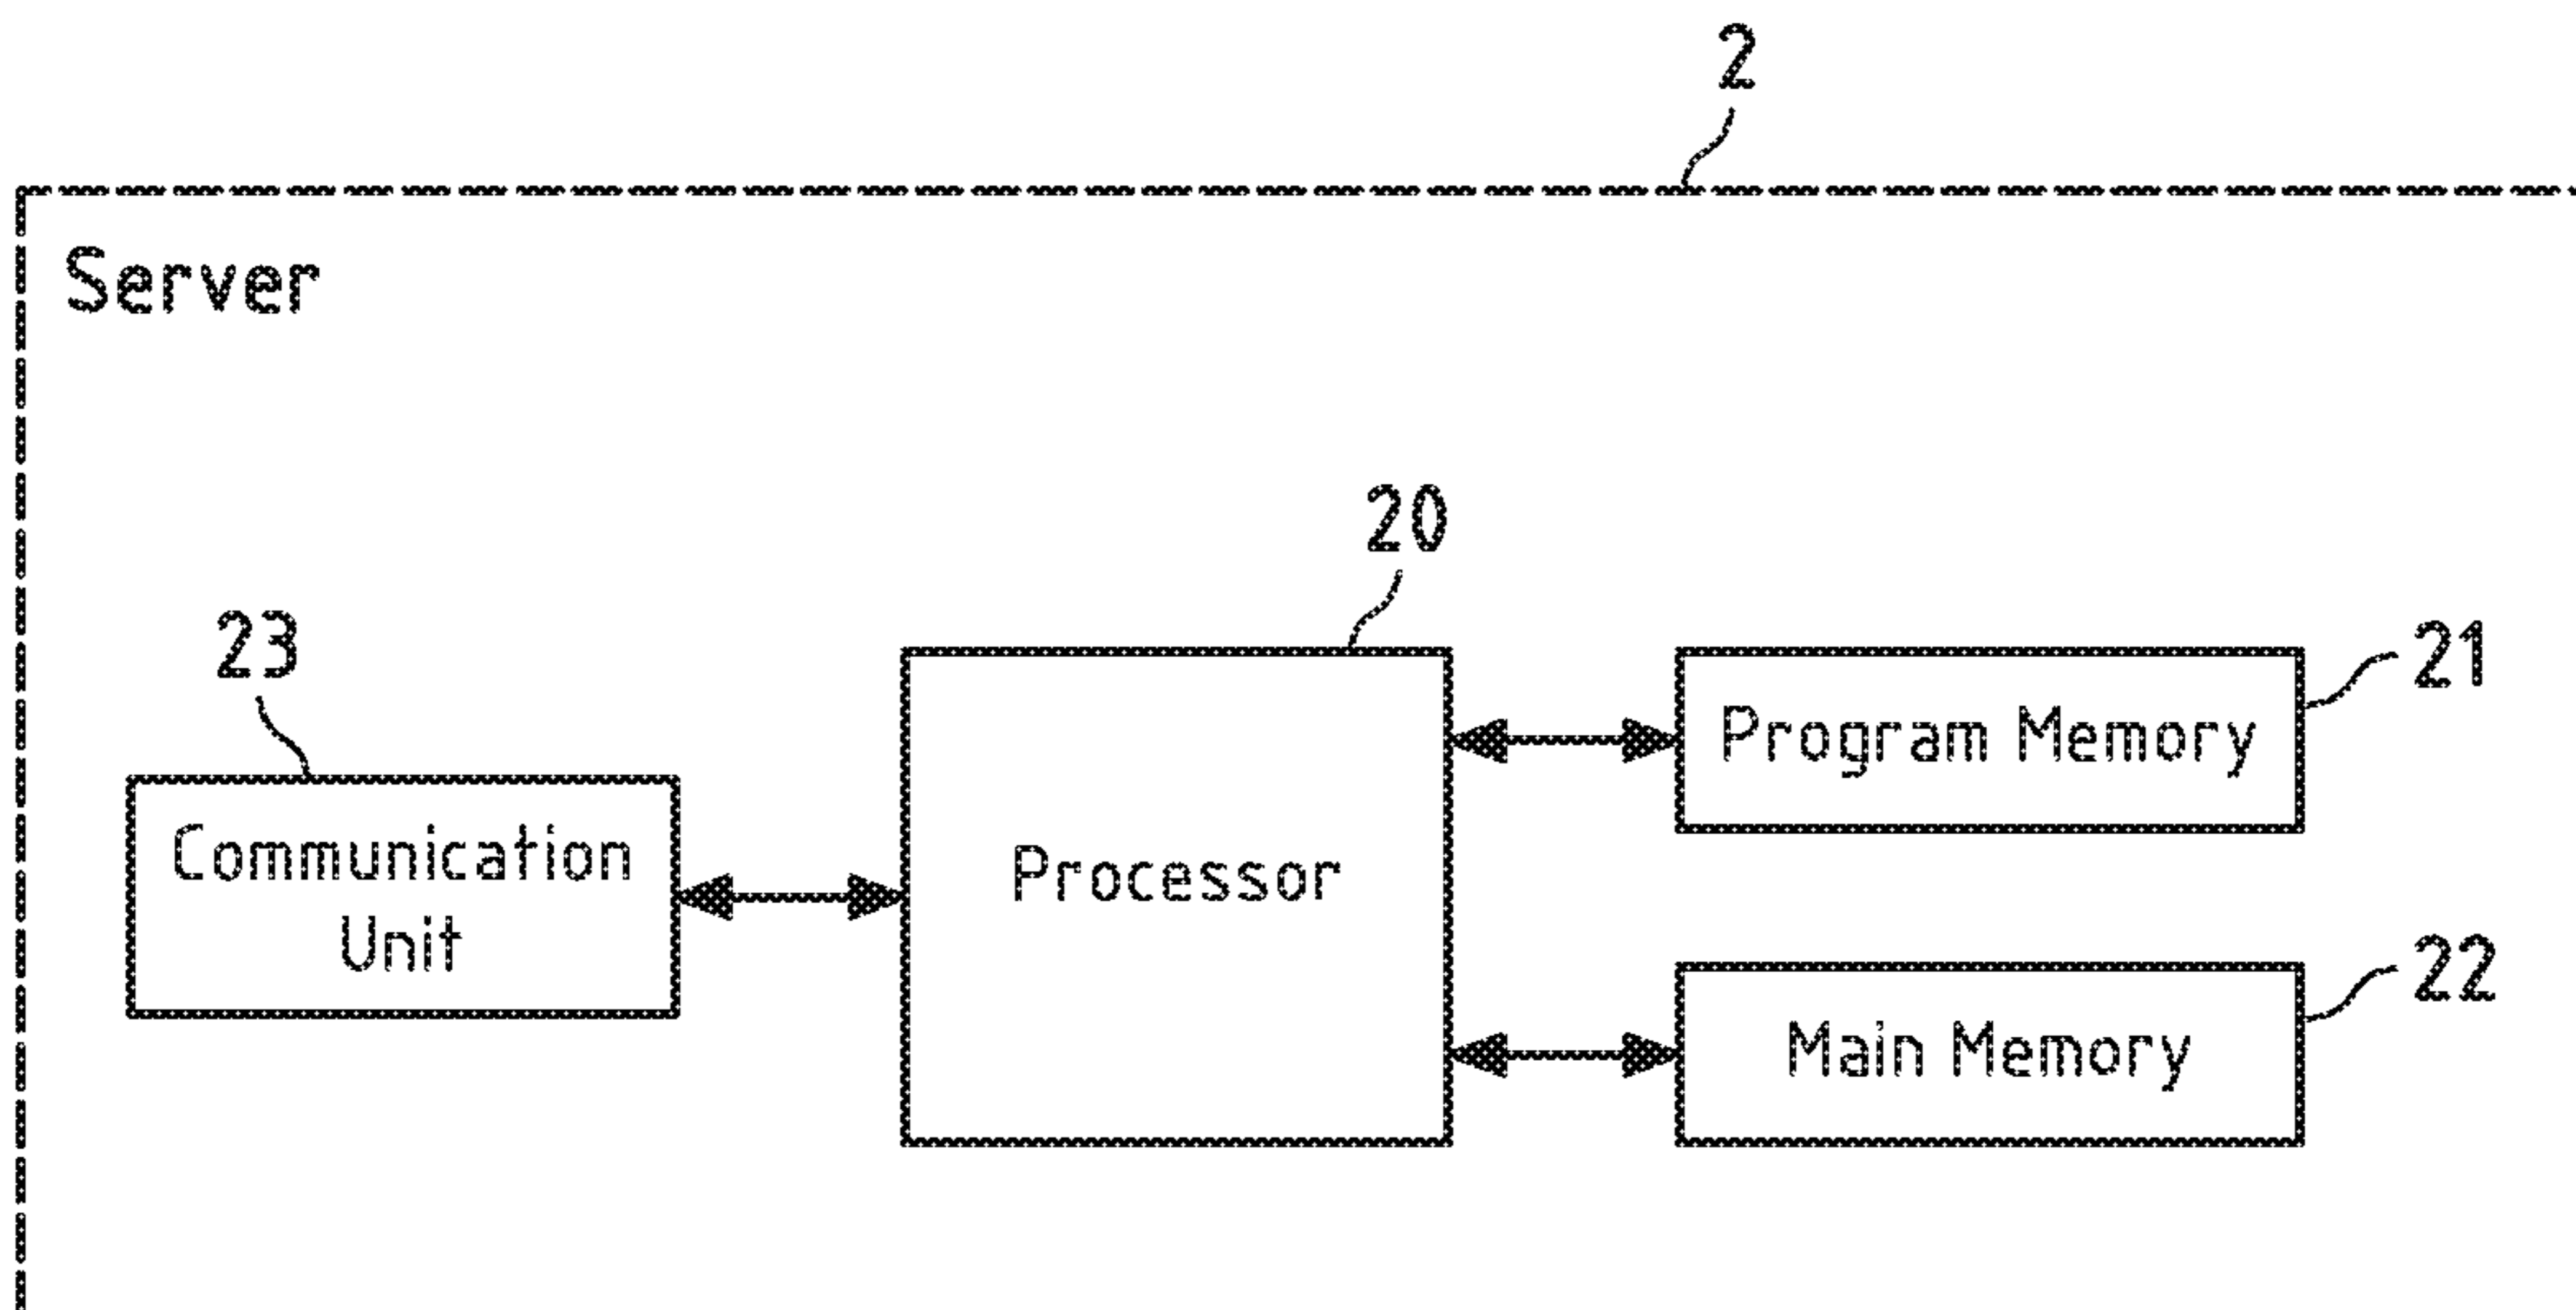 2
Server
20
23
21
Program Memory
Communication
Unit
Processor
22
Main Memory